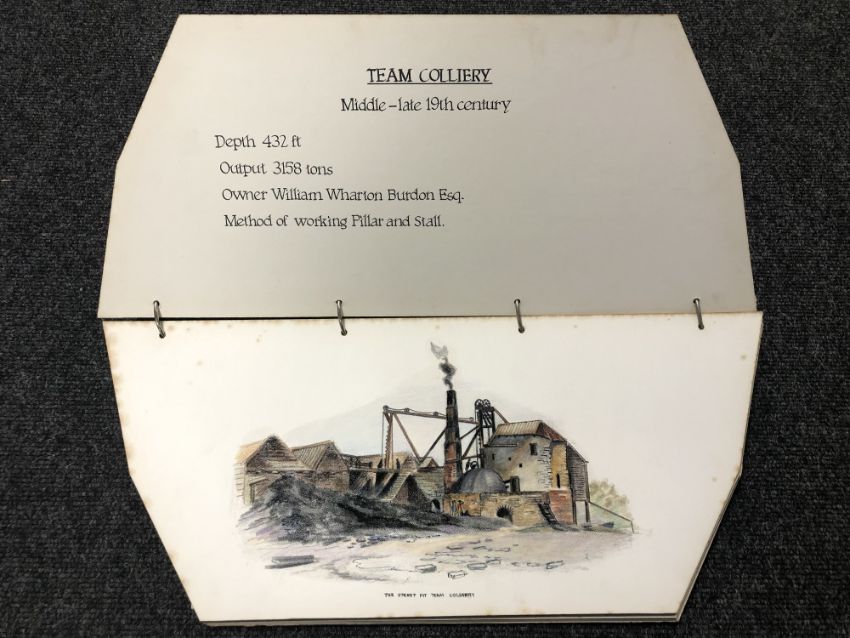 TEAM COLLIERY
Middle-late 19th century
Depth 432 ft
Output 3158 tons
Owner William Wharton Burdon Esq.
Method of working Pillar and Stall.
THE STREET PIT TEAM COLLIERY